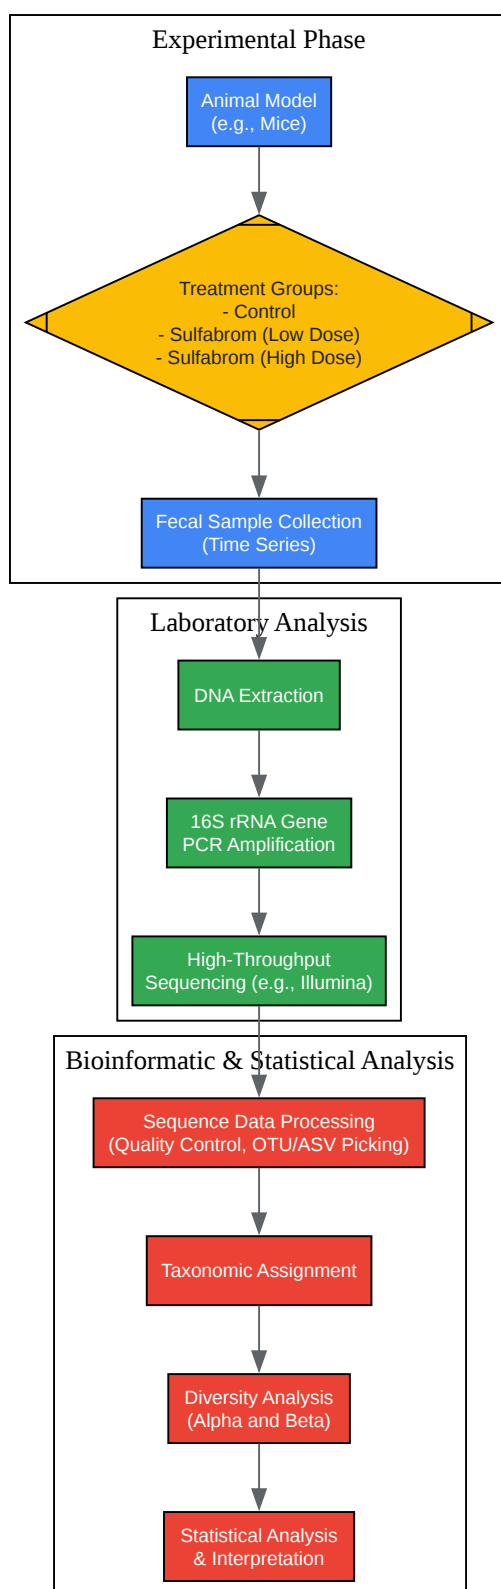 Experimental Phase
Animal Model
(e.g., Mice)
Treatment Groups:
- Control
- Sulfabrom (Low Dose)
- Sulfabrom (High Dose)
Fecal Sample Collection
(Time Series)
Laboratory Analysis
DNA Extraction
16S rRNA Gene
PCR Amplification
High-Throughput
Sequencing (e.g., Illumina)
Bioinformatic & Statistical Analysis
Sequence Data Processing
(Quality Control, OTU/ASV Picking)
Taxonomic Assignment
Diversity Analysis
(Alpha and Beta)
Statistical Analysis
& Interpretation